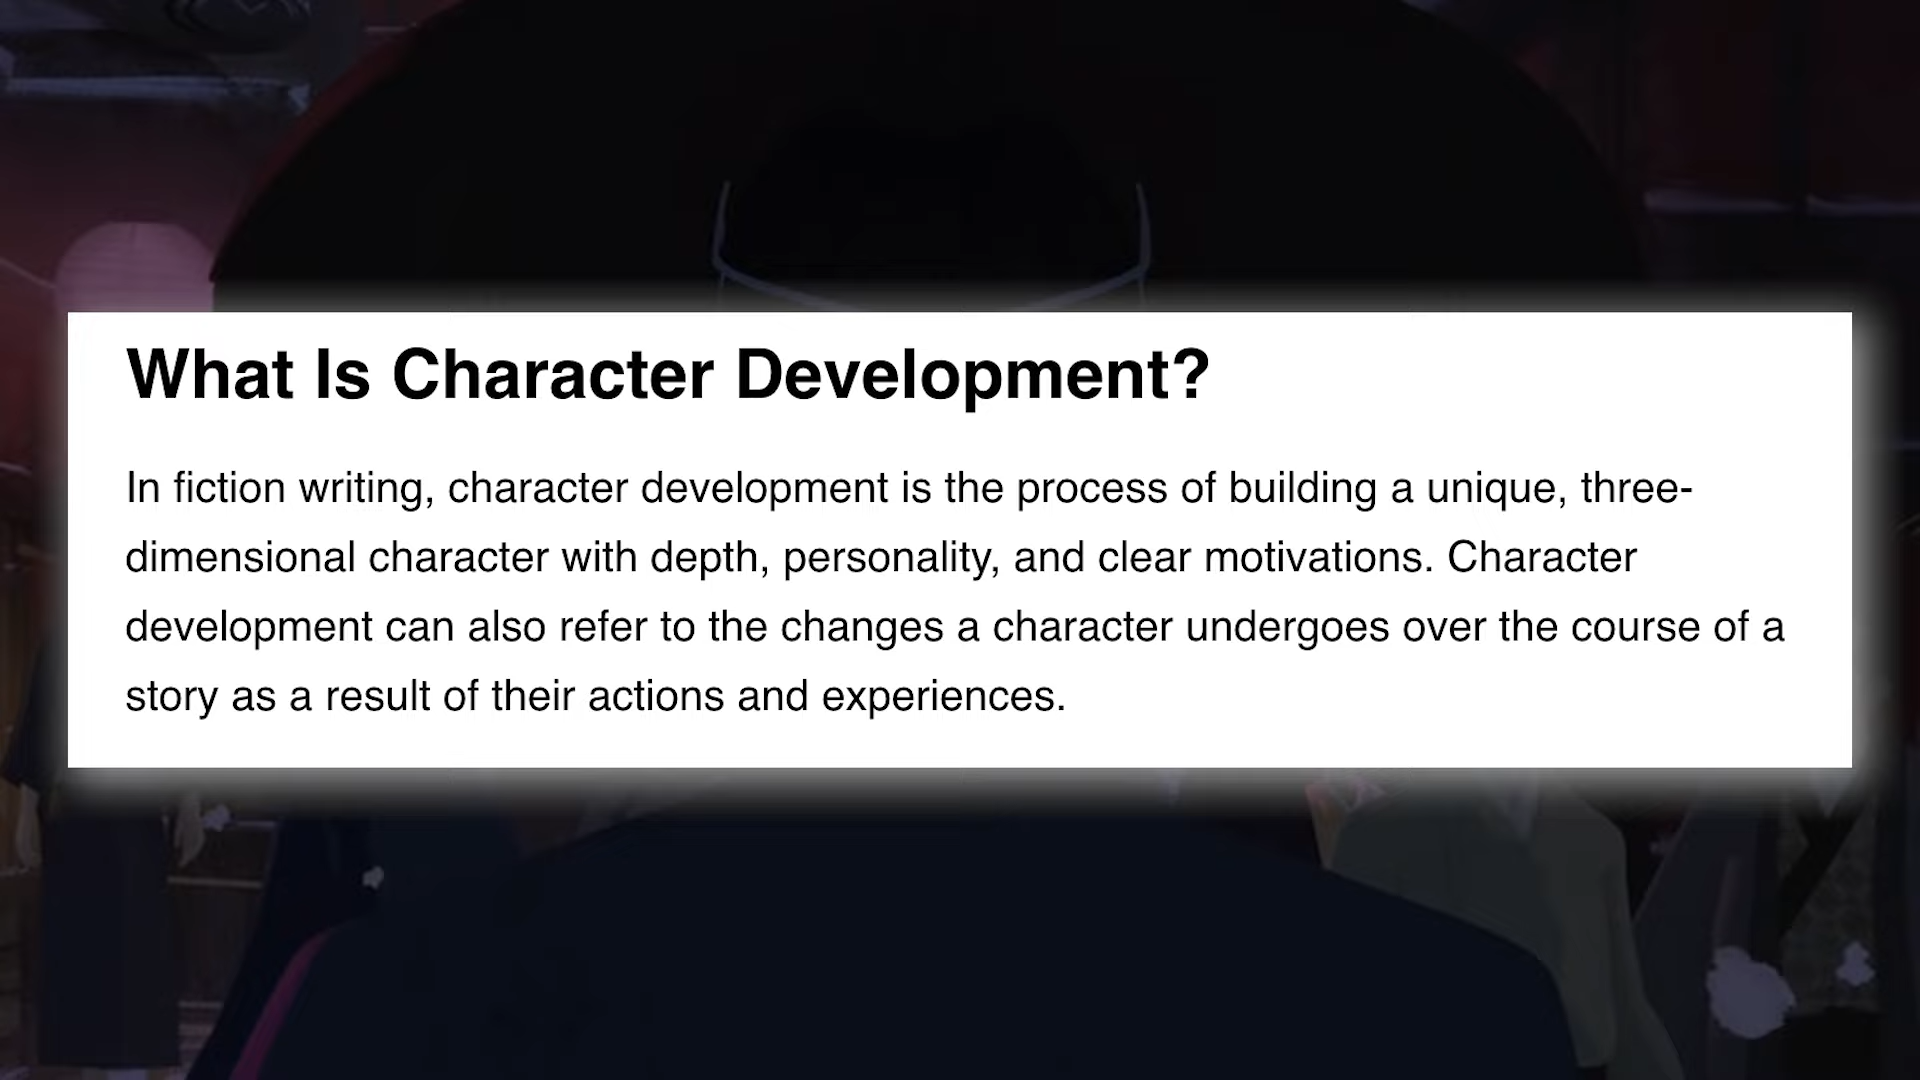 What Is Character Development?
In fiction writing, character development is the process of building a unique, three-
dimensional character with depth, personality, and clear motivations. Character
development can also refer to the changes a character undergoes over the course of a
story as a result of their actions and experiences.